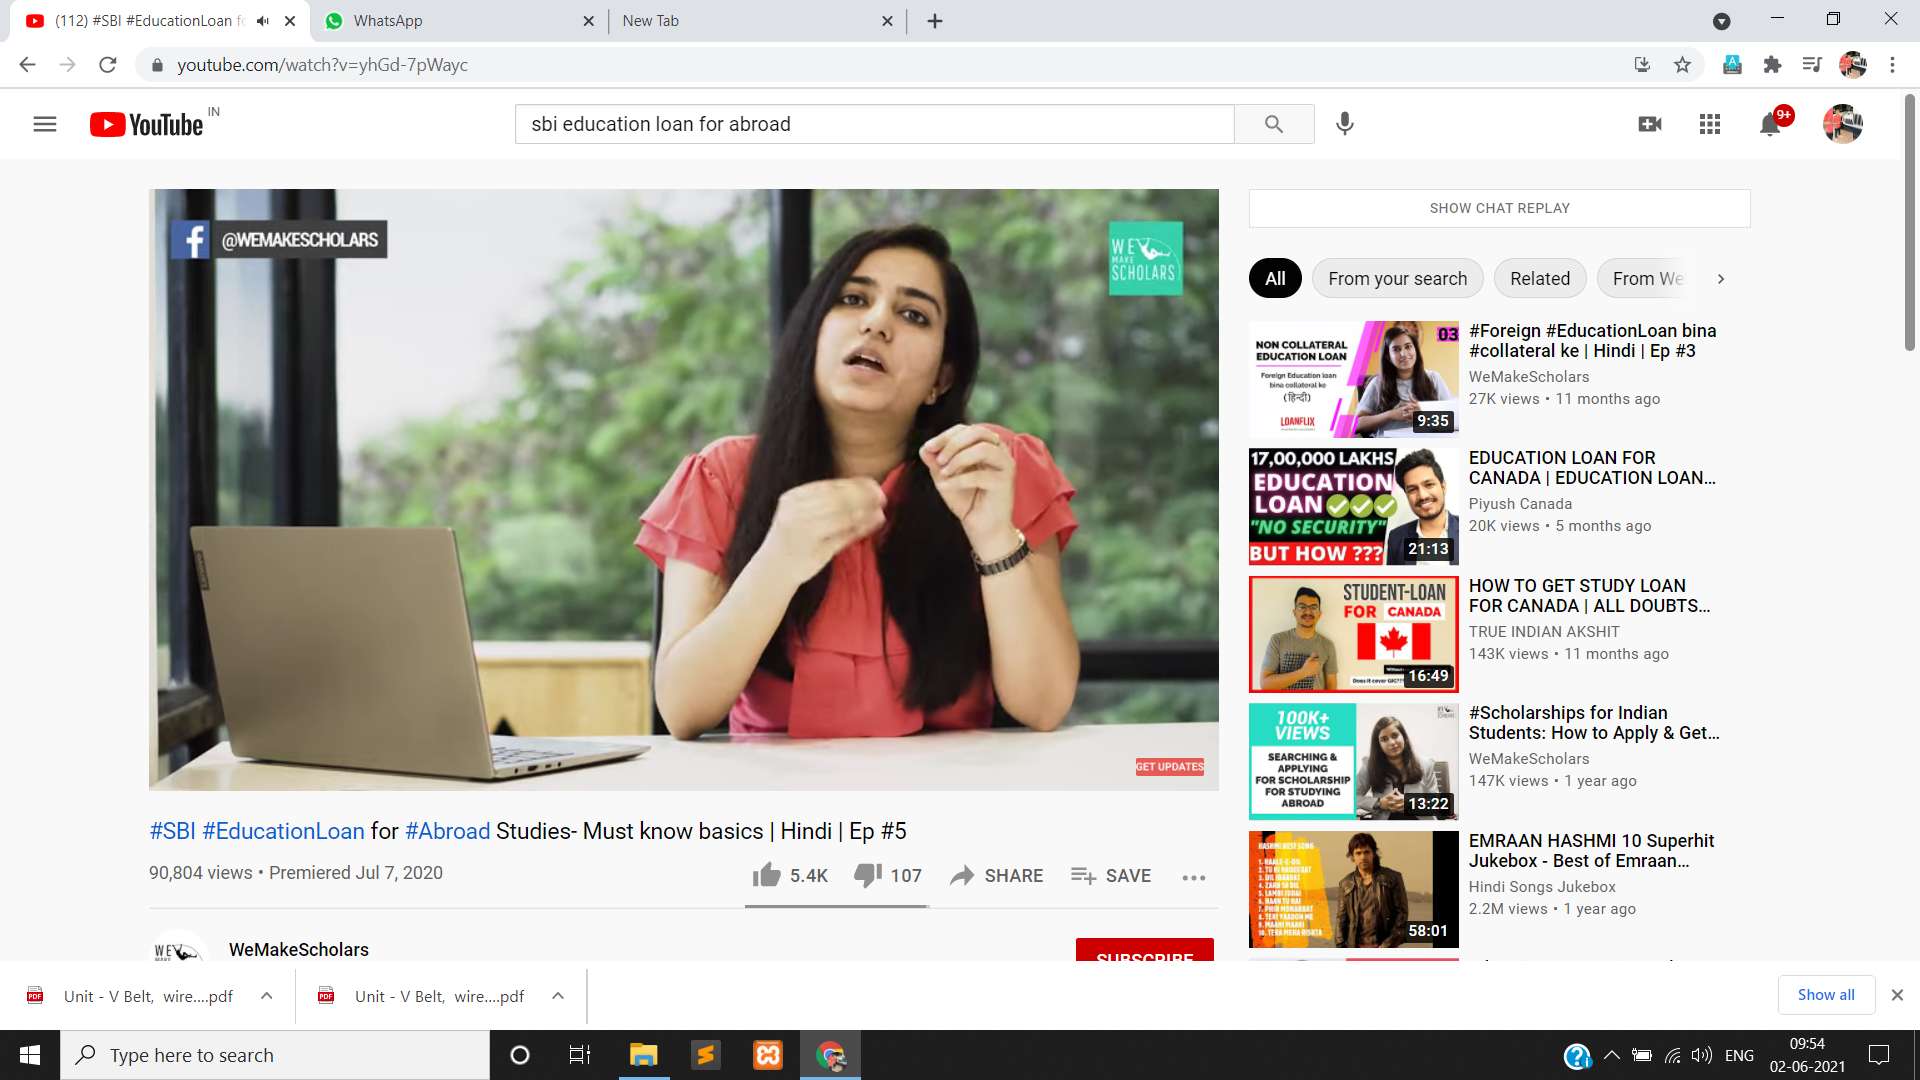 (112) #SBI #EducationLoan fo
WhatsApp
New Tab
youtube.com/watch?v=yhGd-7pWayc
YouTube IN
sbi education loan for abroad
9+
@WEMAKESCHOLARS
WE
MAKE
SCHOLARS
GET UPDATES
#SBI #EducationLoan for #Abroad Studies- Must know basics | Hindi | Ep #5
90,804 views • Premiered Jul 7, 2020
5.4K
107
SHARE
SAVE
WeMakeScholars
SUBSCRIBE
SHOW CHAT REPLAY
All
From your search
Related
From We
NON COLLATERAL
EDUCATION LOAN
Foreign Education loan
bina collateral ke
(हिन्दी)
LOANFLIX
03
9:35
#Foreign #EducationLoan bina
#collateral ke | Hindi | Ep #3
WeMakeScholars
27K views • 11 months ago
17,00,000 LAKHS
EDUCATION
LOAN
"NO SECURITY"
BUT HOW ???
21:13
EDUCATION LOAN FOR
CANADA | EDUCATION LOAN...
Piyush Canada
20K views • 5 months ago
STUDENT-LOAN
FOR CANADA
16:49
HOW TO GET STUDY LOAN
FOR CANADA | ALL DOUBTS...
TRUE INDIAN AKSHIT
143K views • 11 months ago
100K+
VIEWS
SEARCHING &
APPLYING
FOR SCHOLARSHIP
FOR STUDYING
ABROAD
13:22
#Scholarships for Indian
Students: How to Apply & Get...
WeMakeScholars
147K views • 1 year ago
58:01
EMRAAN HASHMI 10 Superhit
Jukebox - Best of Emraan...
Hindi Songs Jukebox
2.2M views • 1 year ago
Unit - V Belt, wire....pdf
Unit - V Belt, wire....pdf
Show all
Type here to search
ENG
09:54
02-06-2021